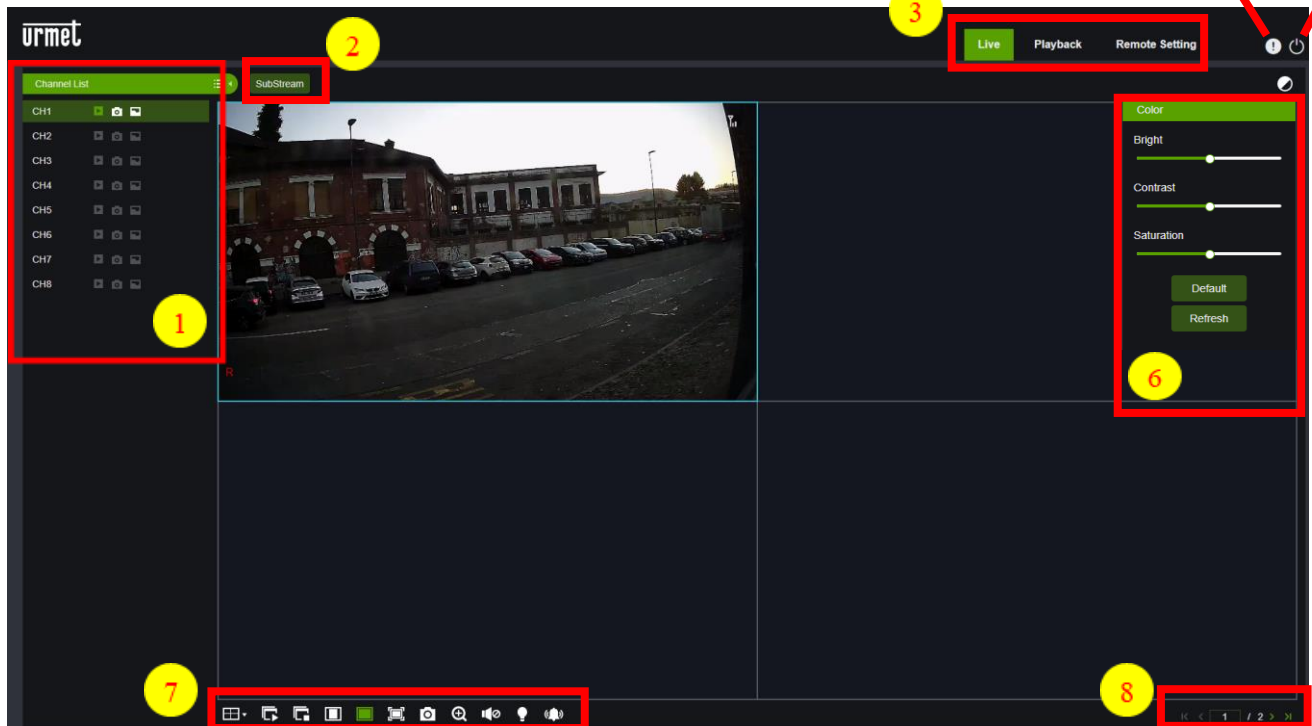 urmet
2
3
Live Playback Remote Setting
Channel List
SubStream
CH1
CH2
CH3
CH4
CH5
CH6
CH7
CH8
1
R
Color
Bright
Contrast
Saturation
Default
Refresh
6
7
8
1 / 2